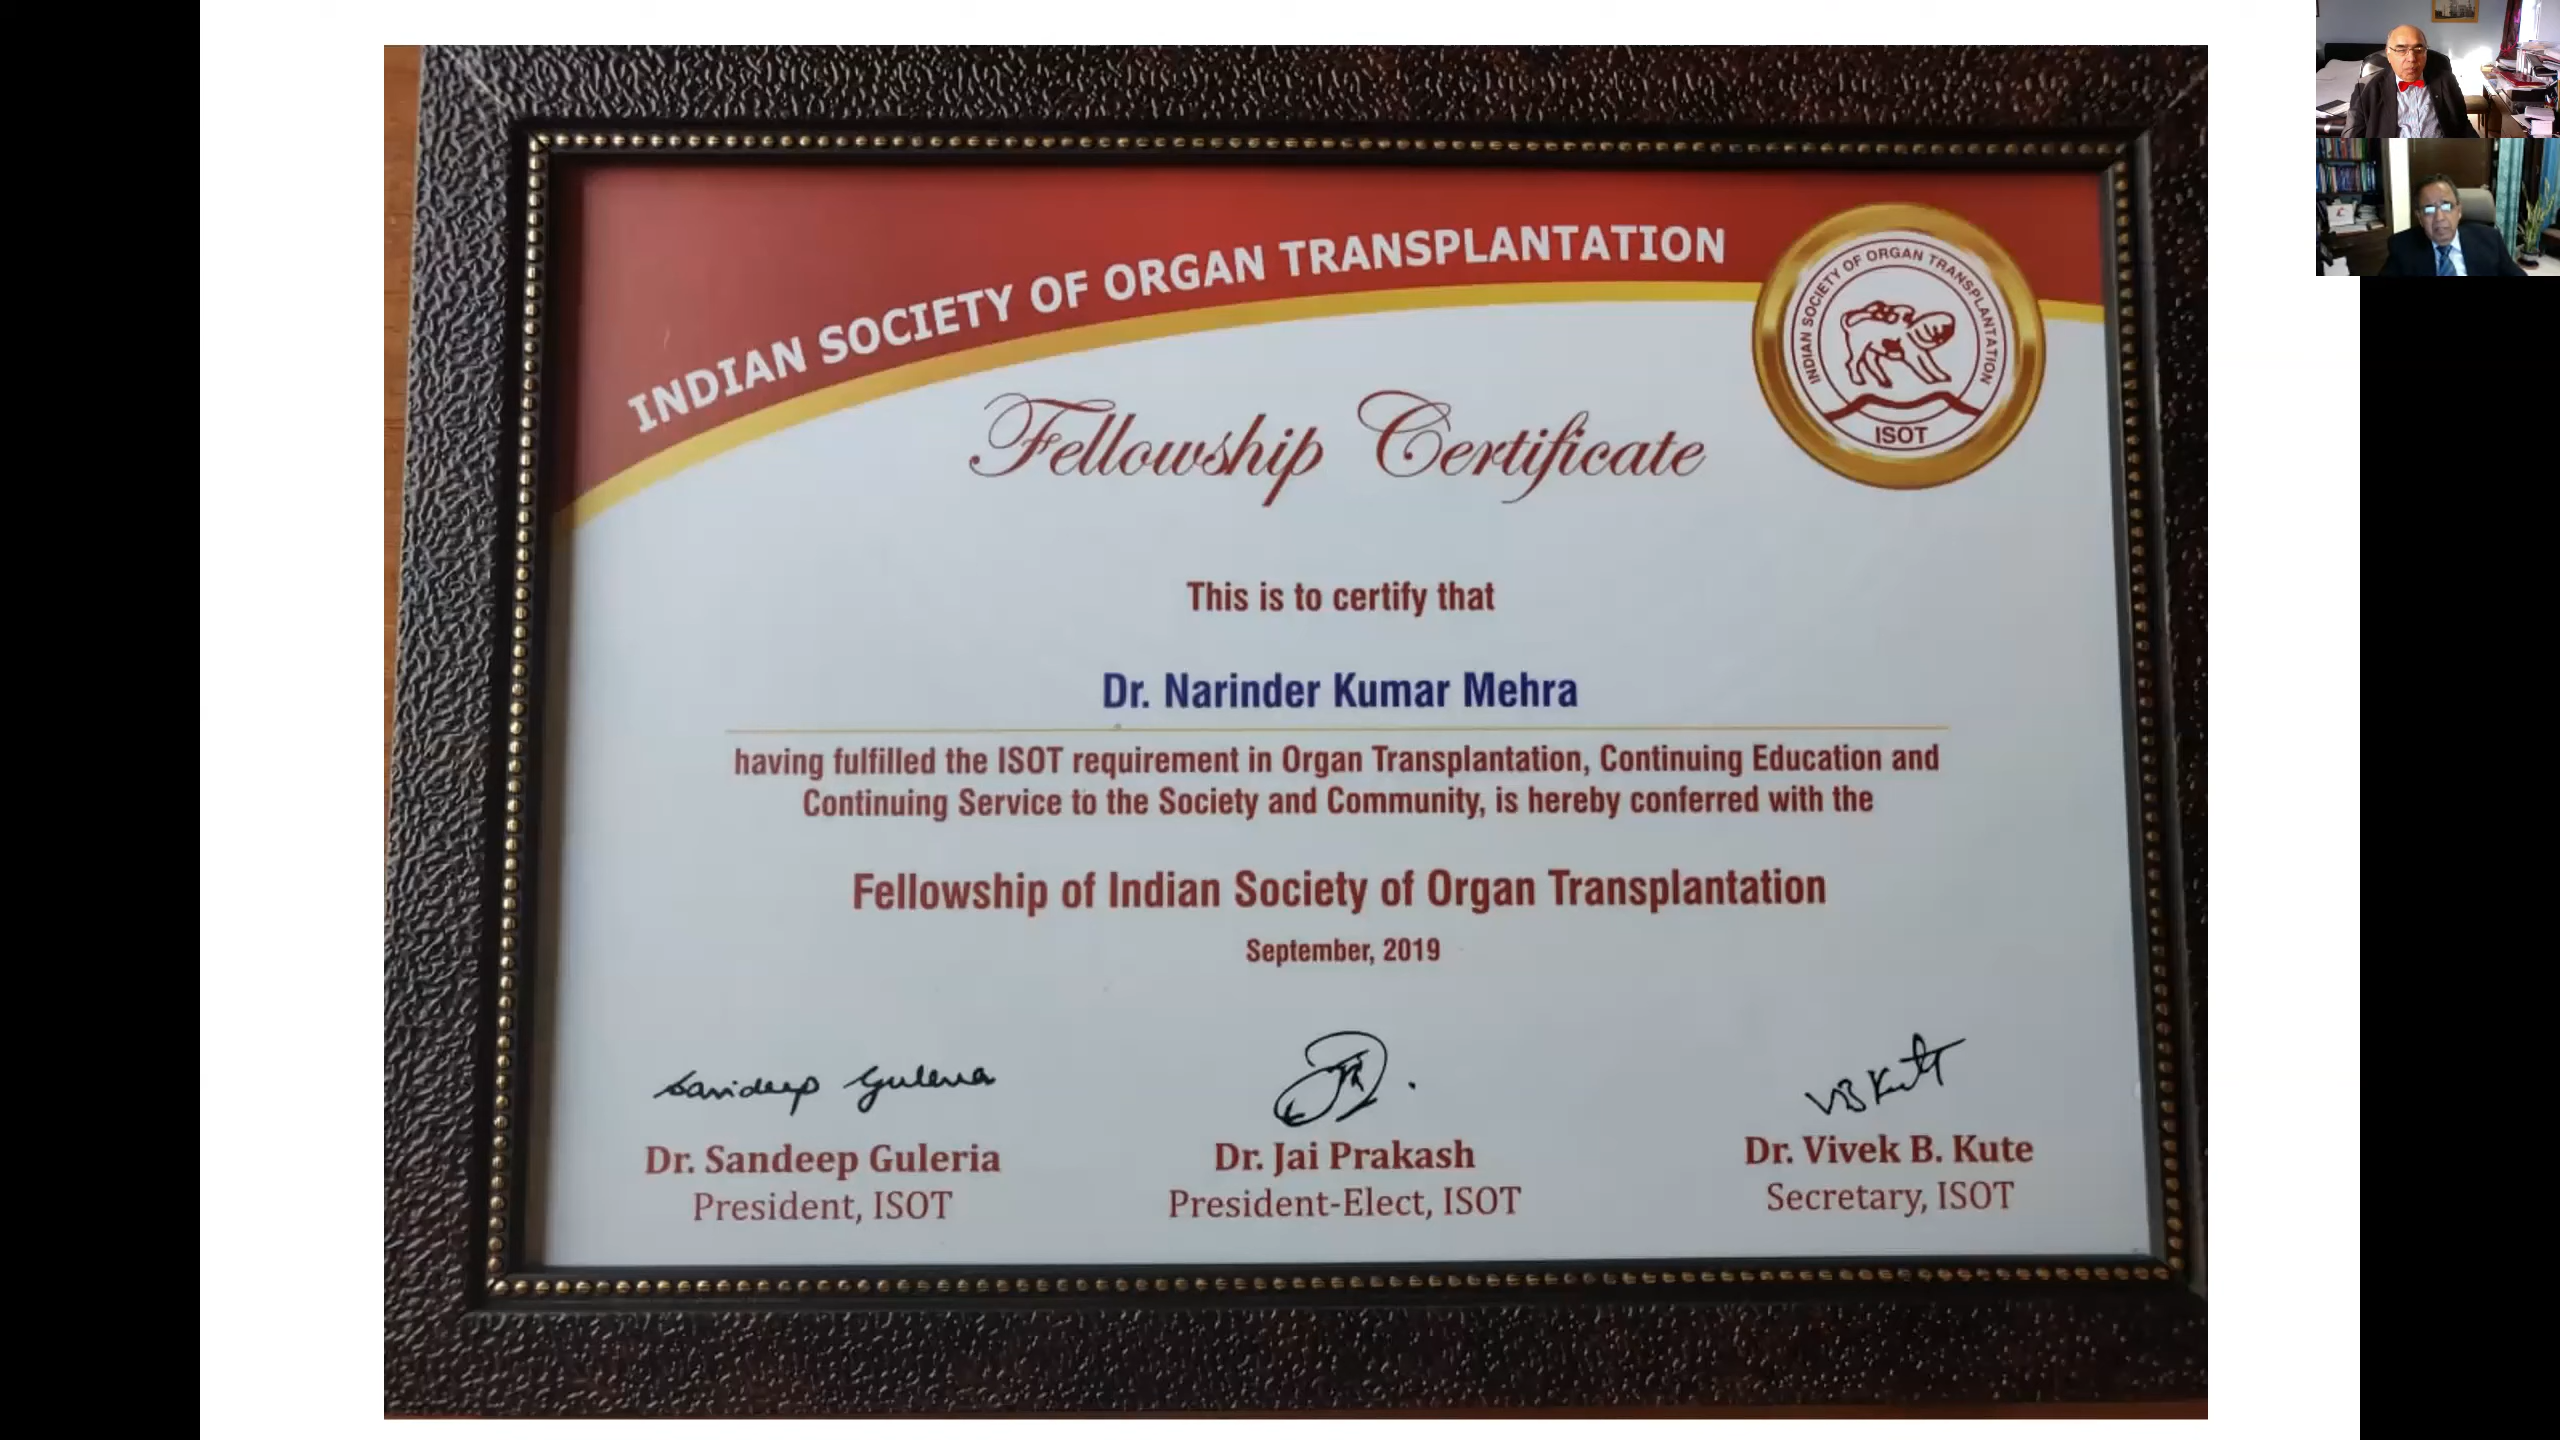 INDIAN SOCIETY OF ORGAN TRANSPLANTATION
INDIAN SOCIETY OF ORGAN TRANSPLANTATION
ISOT
Fellowship Certificate
This is to certify that
Dr. Narinder Kumar Mehra
having fulfilled the ISOT requirement in Organ Transplantation, Continuing Education and
Continuing Service to the Society and Community, is hereby conferred with the
Fellowship of Indian Society of Organ Transplantation
September, 2019
Sandeep Guleria
VBKute
Dr. Sandeep Guleria
President, ISOT
Dr. Jai Prakash
President-Elect, ISOT
Dr. Vivek B. Kute
Secretary, ISOT